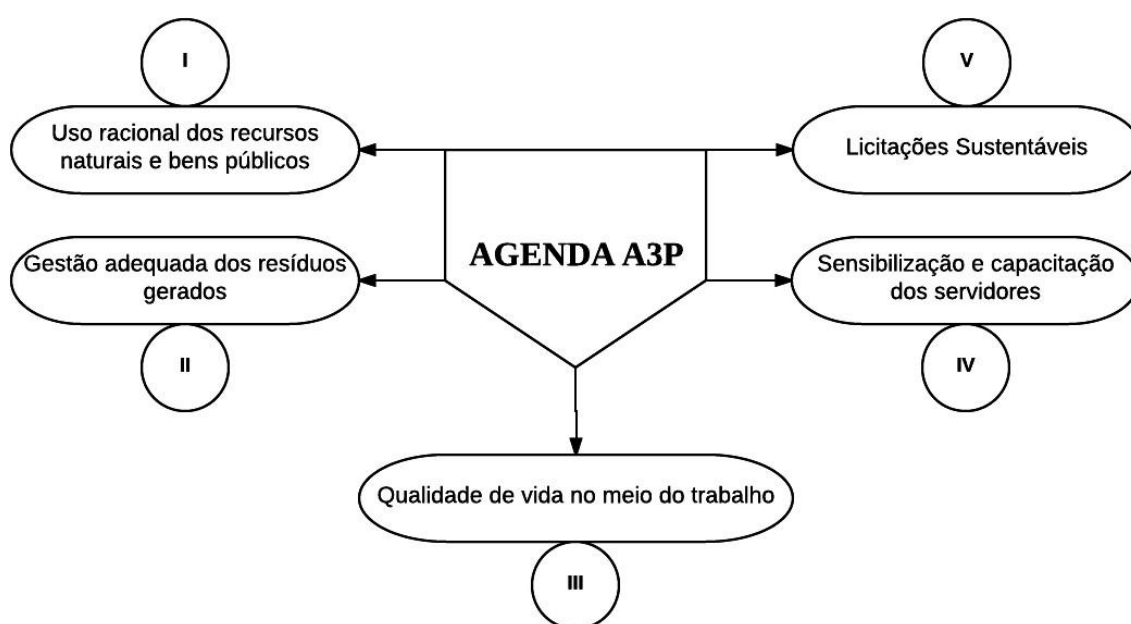 I
Uso racional dos recursos
naturais e bens públicos
V
Licitações Sustentáveis
AGENDA A3P
Gestão adequada dos resíduos
gerados
II
Sensibilização e capacitação
dos servidores
IV
Qualidade de vida no meio do trabalho
III